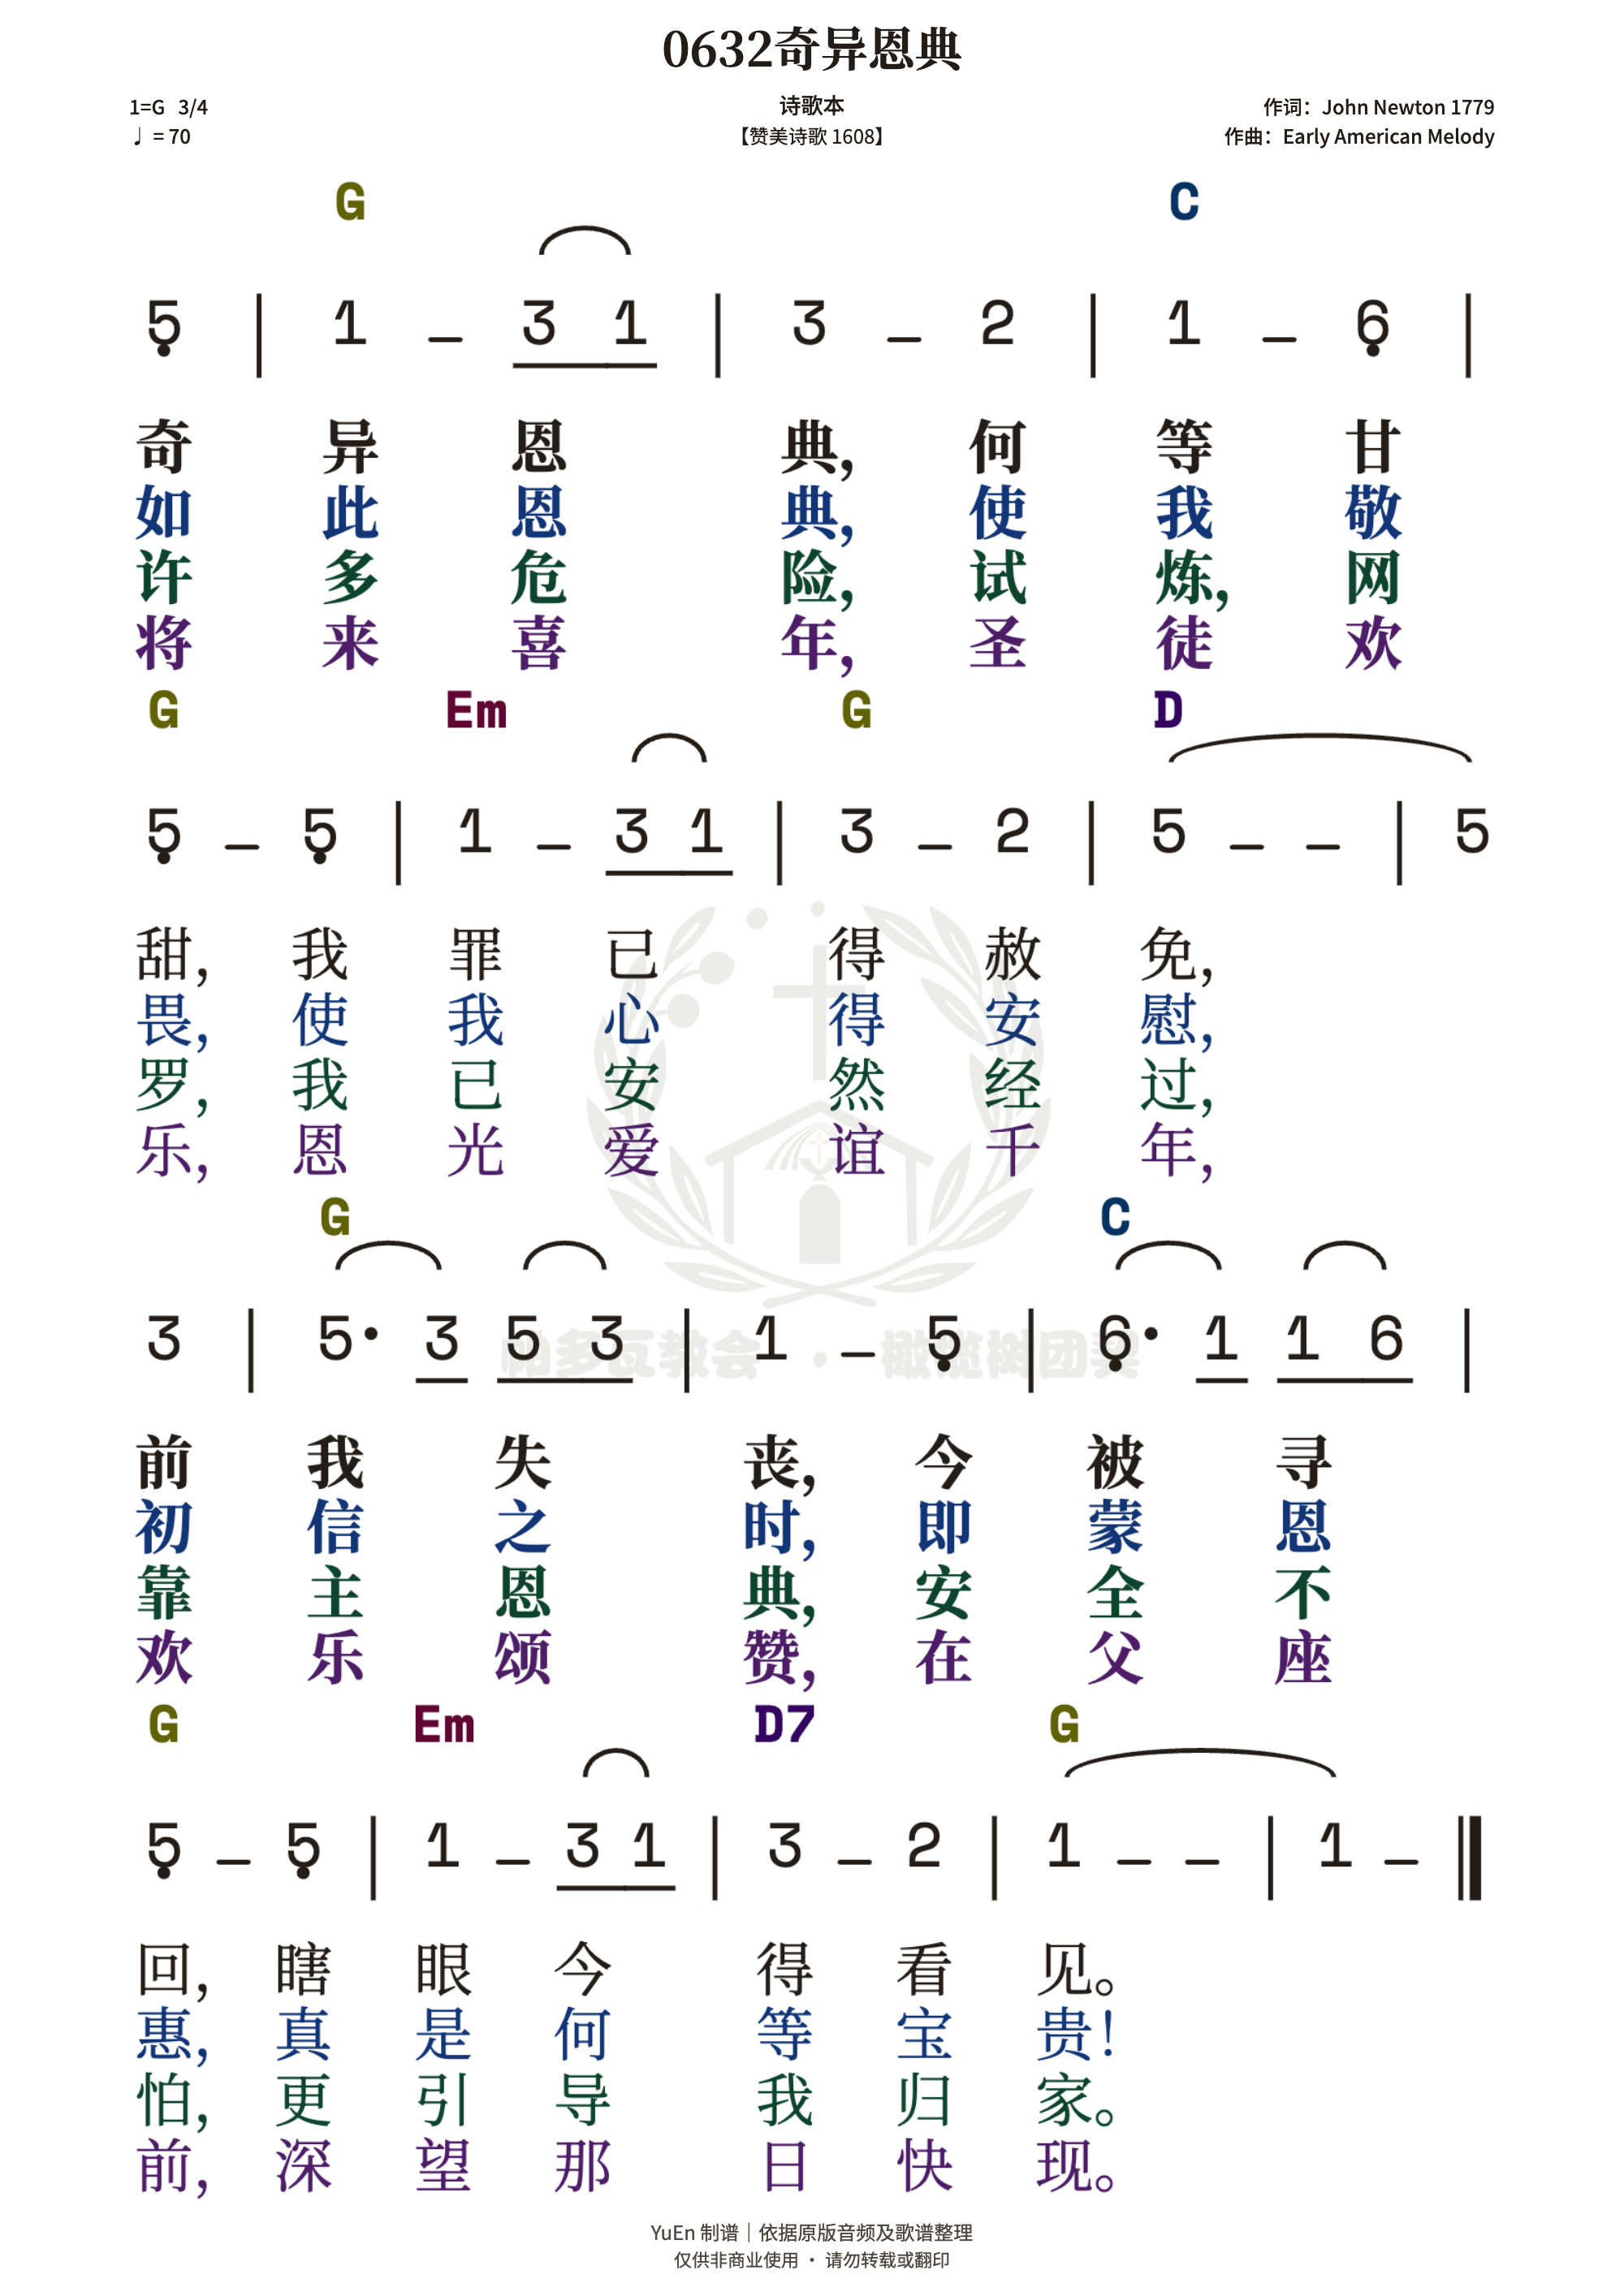 0632奇异恩典
1=G 3/4
诗歌本
作词：John Newton 1779
♩ = 70
【赞美诗歌 1608】
作曲：Early American Melody
G C
5̣ | 1 – 3 1 | 3 – 2 | 1 – 6̣ |
奇 异 恩 典， 何 等 甘
如 此 恩 典， 使 我 敬
许 多 危 险， 试 炼， 网
将 来 喜 年， 圣 徒 欢
G Em G D
5̣ – 5̣ | 1 – 3 1 | 3 – 2 | 5 – – | 5
甜， 我 罪 已 得 赦 免，
畏， 使 我 心 得 安 慰，
罗， 我 已 安 然 经 过，
乐， 恩 光 爱 谊 千 年，
G C
3 | 5· 3 5 3 | 1 – 5̣ | 6̣· 1 1 6 |
帕多瓦教会 · 橄榄树团契
前 我 失 丧， 今 被 寻
初 信 之 时， 即 蒙 恩
靠 主 恩 典， 安 全 不
欢 乐 颂 赞， 在 父 座
G Em D7 G
5̣ – 5̣ | 1 – 3 1 | 3 – 2 | 1 – – | 1 – ‖
回， 瞎 眼 今 得 看 见。
惠， 真 是 何 等 宝 贵！
怕， 更 引 导 我 归 家。
前， 深 望 那 日 快 现。
YuEn 制谱｜依据原版音频及歌谱整理
仅供非商业使用 · 请勿转载或翻印